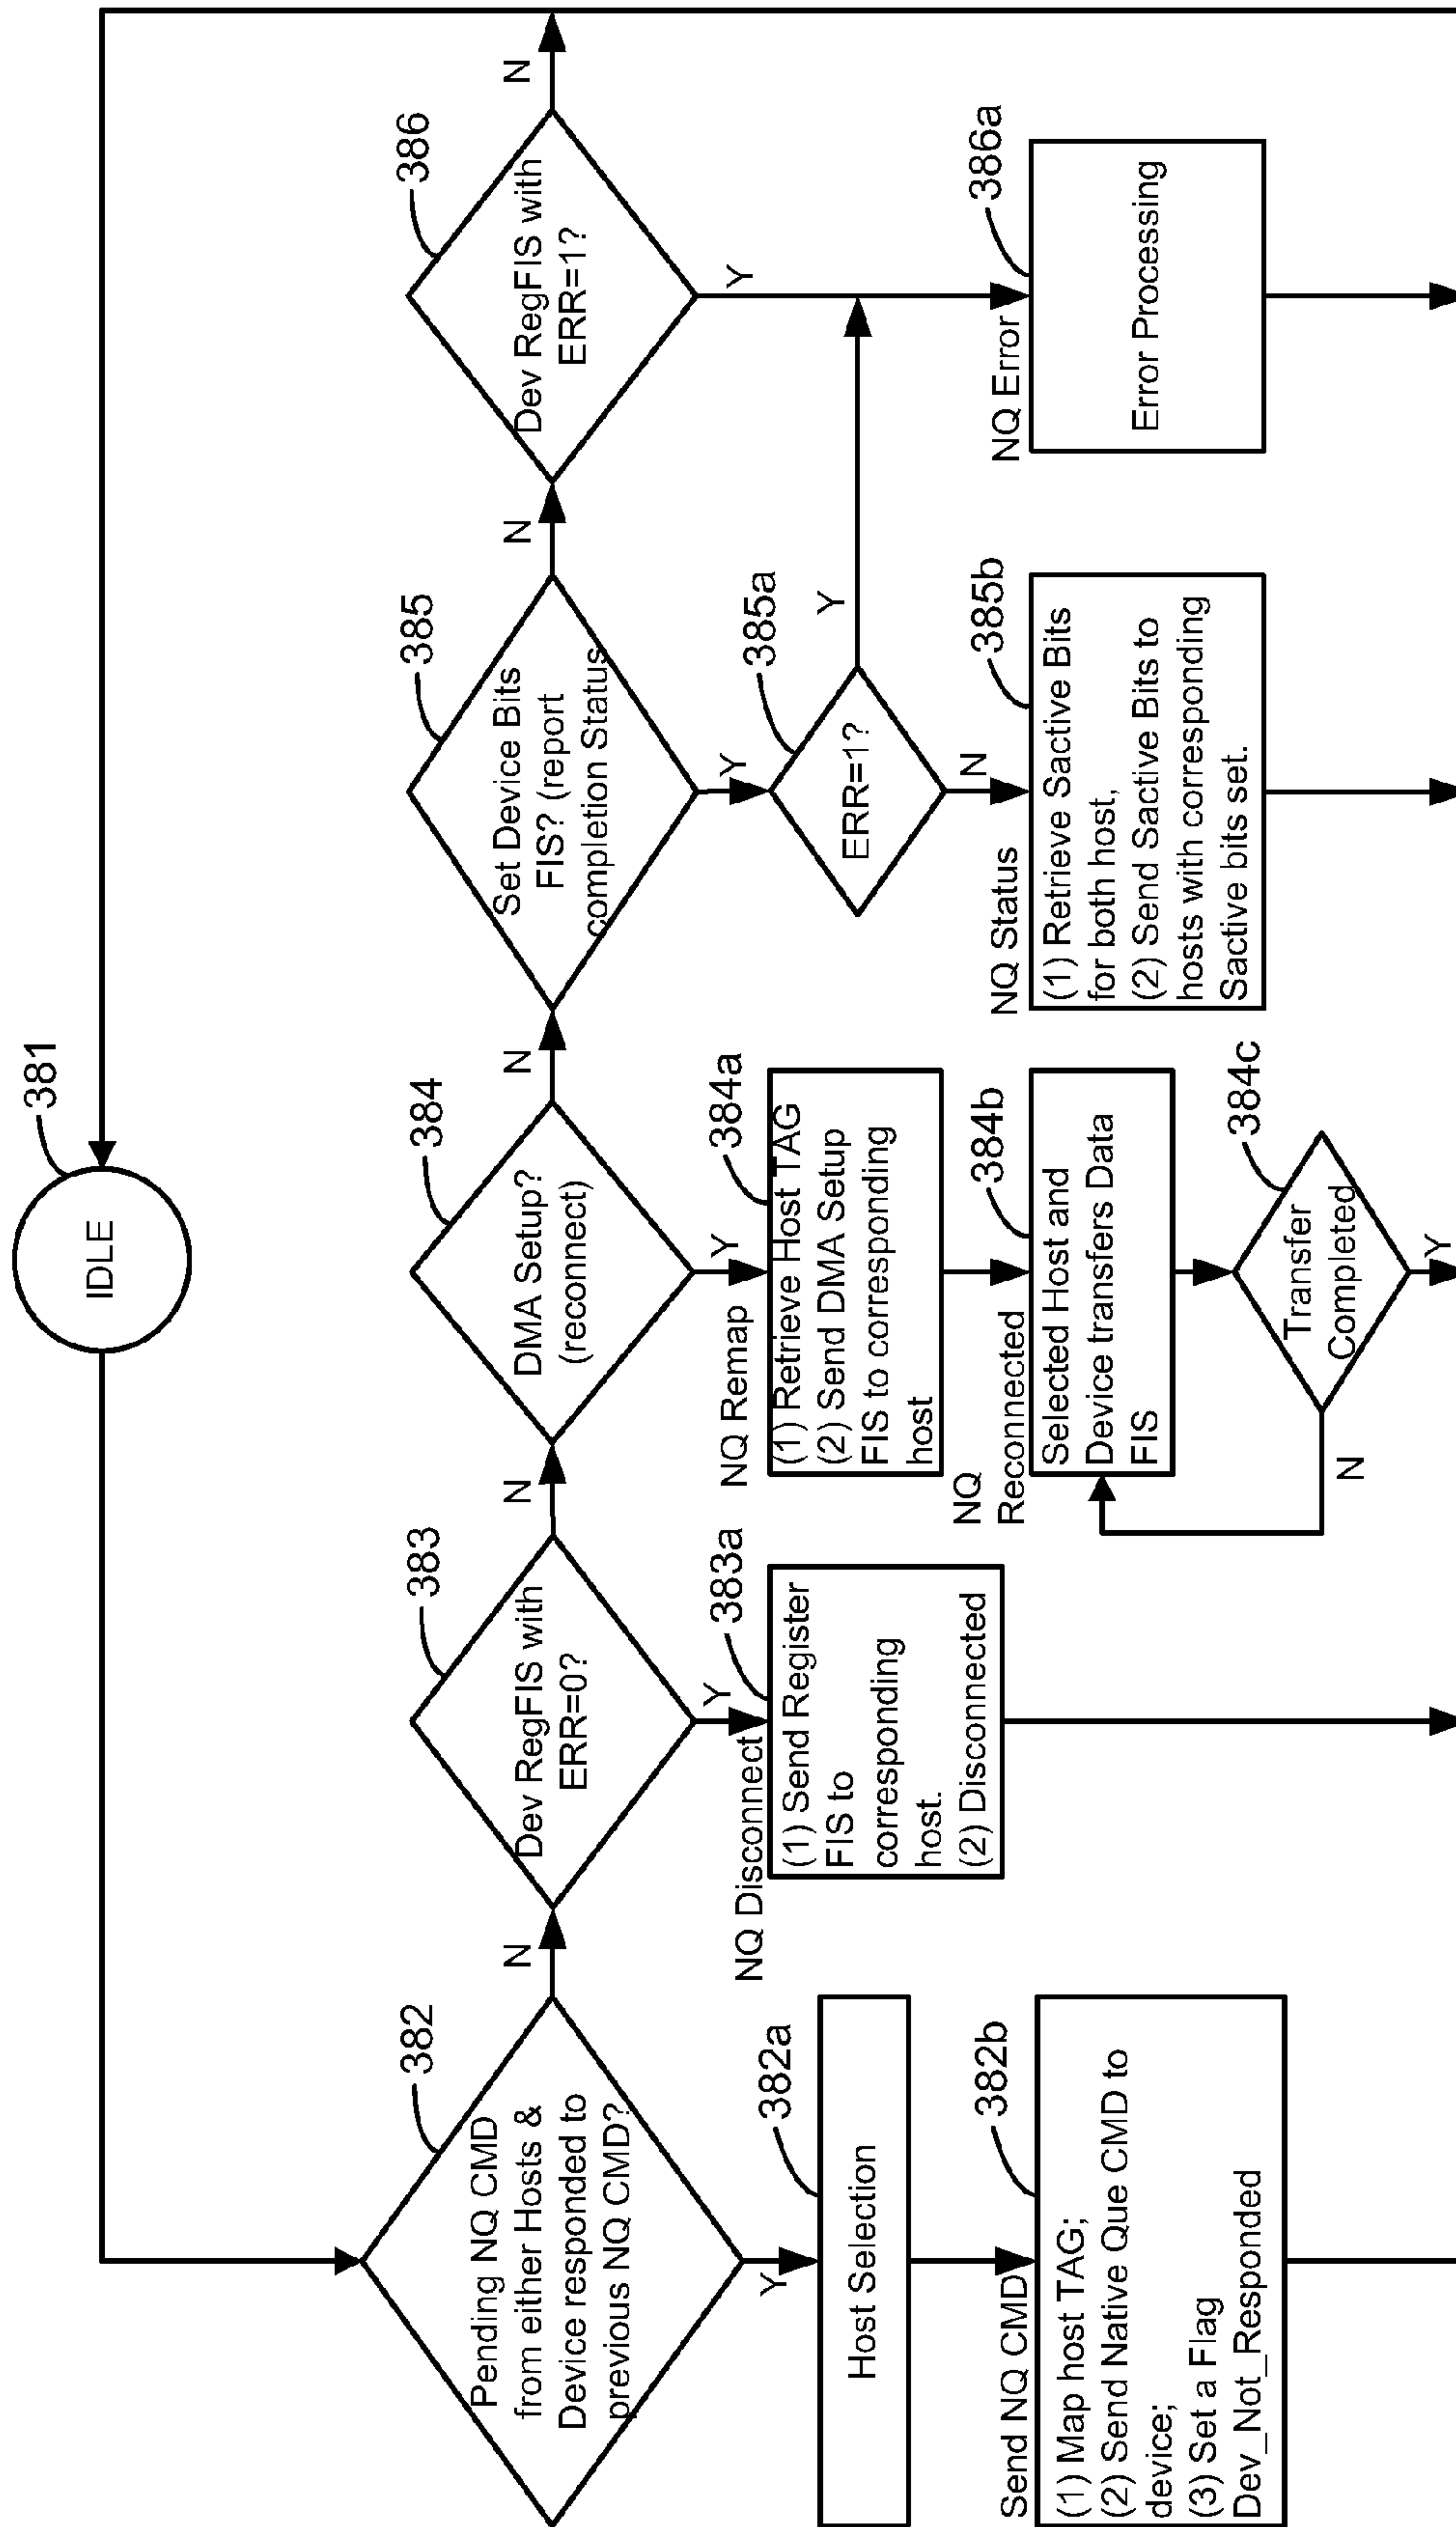 381
IDLE
382
Pending NQ CMD
from either Hosts &
Device responded to
previous NQ CMD?
N
Y
382a
Host Selection
Send NQ CMD
382b
(1) Map host TAG;
(2) Send Native Que CMD to
device;
(3) Set a Flag
Dev_Not_Responded
383
Dev RegFIS with
ERR=0?
N
Y
NQ Disconnect
383a
(1) Send Register
FIS to
corresponding
host.
(2) Disconnected
384
DMA Setup?
(reconnect)
N
Y
NQ Remap
384a
(1) Retrieve Host TAG
(2) Send DMA Setup
FIS to corresponding
host
NQ
Reconnected
384b
Selected Host and
Device transfers Data
FIS
384c
Transfer
Completed
N
Y
385
Set Device Bits
FIS? (report
completion Status
N
Y
385a
ERR=1?
Y
N
NQ Status
385b
(1) Retrieve Sactive Bits
for both host,
(2) Send Sactive Bits to
hosts with corresponding
Sactive bits set.
386
Dev RegFIS with
ERR=1?
N
Y
NQ Error
386a
Error Processing